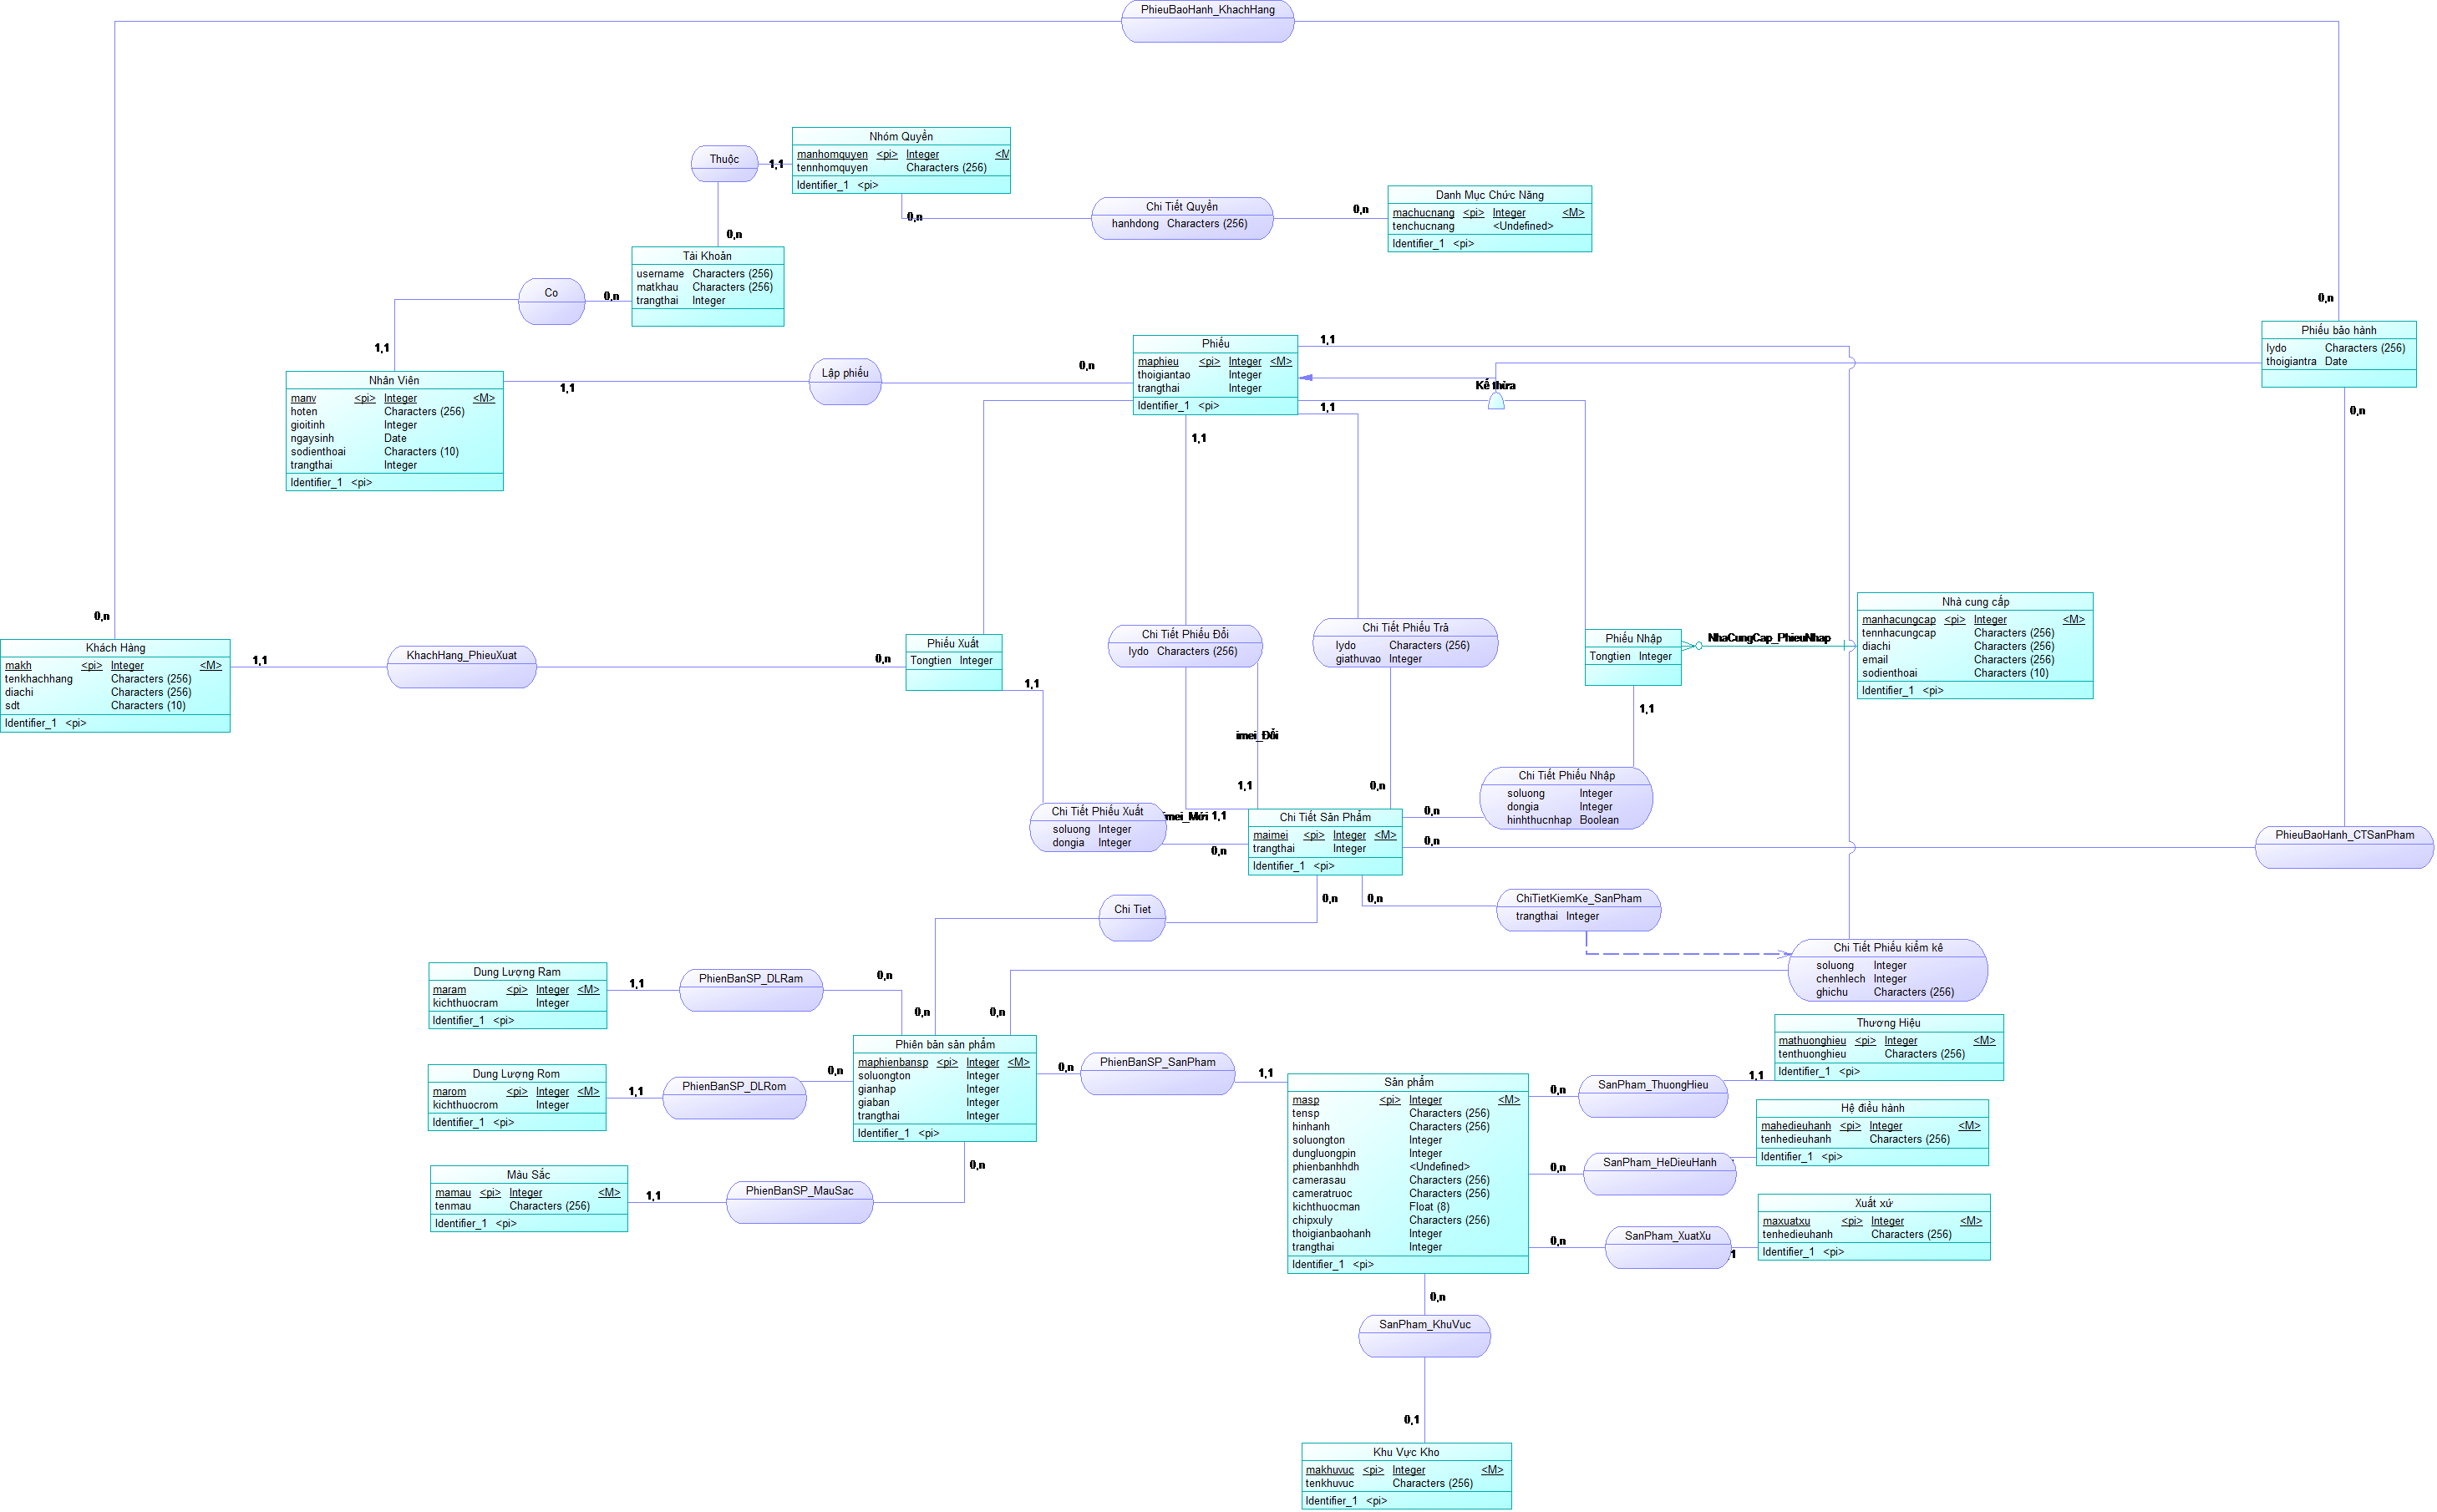 PhieuBaoHanh_KhachHang
Nhóm Quyền
manhomquyen <pi> Integer <M
tennhomquyen Characters (256)
Identifier_1 <pi>
Thuộc
1,1
0,n
0,n
Chi Tiết Quyền
hanhdong Characters (256)
0,n
Danh Mục Chức Năng
machucnang <pi> Integer <M>
tenchucnang <Undefined>
Identifier_1 <pi>
Tài Khoản
username Characters (256)
matkhau Characters (256)
trangthai Integer
Co
0,n
1,1
0,n
Phiếu bảo hành
lydo Characters (256)
thoigiantra Date
0,n
Phiếu
maphieu <pi> Integer <M>
thoigiantao Integer
trangthai Integer
Identifier_1 <pi>
1,1
Kế thừa
1,1
1,1
Lập phiếu
0,n
1,1
Nhân Viên
manv <pi> Integer <M>
hoten Characters (256)
gioitinh Integer
ngaysinh Date
sodienthoai Characters (10)
trangthai Integer
Identifier_1 <pi>
0,n
Khách Hàng
makh <pi> Integer <M>
tenkhachhang Characters (256)
diachi Characters (256)
sdt Characters (10)
Identifier_1 <pi>
1,1
KhachHang_PhieuXuat
0,n
Phiếu Xuất
Tongtien Integer
1,1
Chi Tiết Phiếu Đổi
lydo Characters (256)
Chi Tiết Phiếu Trả
lydo Characters (256)
giathuvao Integer
Phiếu Nhập
Tongtien Integer
1,1
NhaCungCap_PhieuNhap
Nhà cung cấp
manhacungcap <pi> Integer <M>
tennhacungcap Characters (256)
diachi Characters (256)
email Characters (256)
sodienthoai Characters (10)
Identifier_1 <pi>
imei_Đổi
1,1
0,n
Chi Tiết Phiếu Nhập
soluong Integer
dongia Integer
hinhthucnhap Boolean
0,n
Chi Tiết Phiếu Xuất
soluong Integer
dongia Integer
imei_Mới 1,1
0,n
Chi Tiết Sản Phẩm
maimei <pi> Integer <M>
trangthai Integer
Identifier_1 <pi>
0,n
PhieuBaoHanh_CTSanPham
0,n
0,n
Chi Tiet
ChiTietKiemKe_SanPham
trangthai Integer
Chi Tiết Phiếu kiểm kê
soluong Integer
chenhlech Integer
ghichu Characters (256)
Dung Lượng Ram
maram <pi> Integer <M>
kichthuocram Integer
Identifier_1 <pi>
1,1
PhienBanSP_DLRam
0,n
0,n
0,n
Dung Lượng Rom
marom <pi> Integer <M>
kichthuocrom Integer
Identifier_1 <pi>
1,1
PhienBanSP_DLRom
0,n
Phiên bản sản phẩm
maphienbansp <pi> Integer <M>
soluongton Integer
gianhap Integer
giaban Integer
trangthai Integer
Identifier_1 <pi>
0,n
PhienBanSP_SanPham
1,1
0,n
Màu Sắc
mamau <pi> Integer <M>
tenmau Characters (256)
Identifier_1 <pi>
1,1
PhienBanSP_MauSac
Sản phẩm
masp <pi> Integer <M>
tensp Characters (256)
hinhanh Characters (256)
soluongton Integer
dungluongpin Integer
phienbanhhdh <Undefined>
camerasau Characters (256)
cameratruoc Characters (256)
kichthuocman Float (8)
chipxuly Characters (256)
thoigianbaohanh Integer
trangthai Integer
Identifier_1 <pi>
0,n
SanPham_ThuongHieu
1,1
Thương Hiệu
mathuonghieu <pi> Integer <M>
tenthuonghieu Characters (256)
Identifier_1 <pi>
0,n
SanPham_HeDieuHanh
Hệ điều hành
mahedieuhanh <pi> Integer <M>
tenhedieuhanh Characters (256)
Identifier_1 <pi>
0,n
SanPham_XuatXu
1
Xuất xứ
maxuatxu <pi> Integer <M>
tenhedieuhanh Characters (256)
Identifier_1 <pi>
0,n
SanPham_KhuVuc
0,1
Khu Vực Kho
makhuvuc <pi> Integer <M>
tenkhuvuc Characters (256)
Identifier_1 <pi>